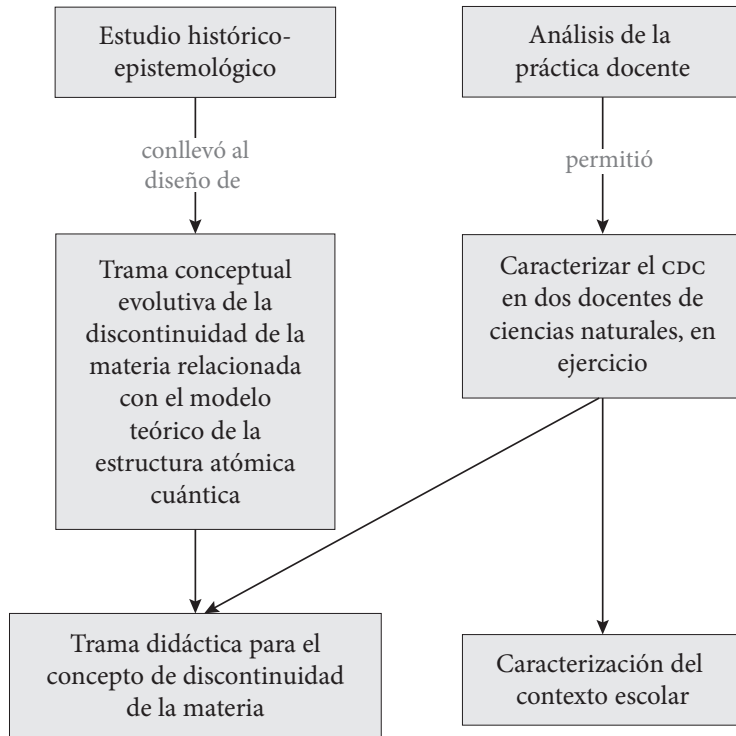 Estudio histórico-
epistemológico
conllevó al
diseño de
Trama conceptual
evolutiva de la
discontinuidad de la
materia relacionada
con el modelo
teórico de la
estructura atómica
cuántica
Trama didáctica para el
concepto de discontinuidad
de la materia
Análisis de la
práctica docente
permitió
Caracterizar el CDC
en dos docentes de
ciencias naturales, en
ejercicio
Caracterización del
contexto escolar